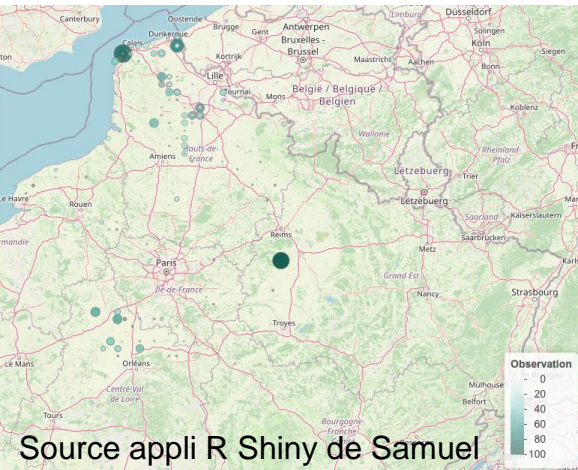 Canterbury
Oostende
Brugge
Gent
Antwerpen
Limburg
Düsseldorf
Solingen
Köln
Siegen
Dunkerque
Calais
Bruxelles -
Brussel
Maastricht
Aachen
Bonn
Kortrijk
Lille
Tournai
Mons
België / Belgique /
Belgien
Koblenz
Wallonie
Rheinland-
Pfalz
Hauts-de-
France
Amiens
Lëtzebuerg
Trier
Lëtzebuerg
Le Havre
Rouen
Saarland
Kaiserslautern
Saarbrücken
Reims
Metz
Paris
Île-de-France
Grand Est
Nancy
Strasbourg
Troyes
Le Mans
Orléans
Centre-Val
de Loire
Tours
Mulhouse
Belfort
Bourgogne-
Observation
0
20
40
60
80
100
Source appli R Shiny de Samuel